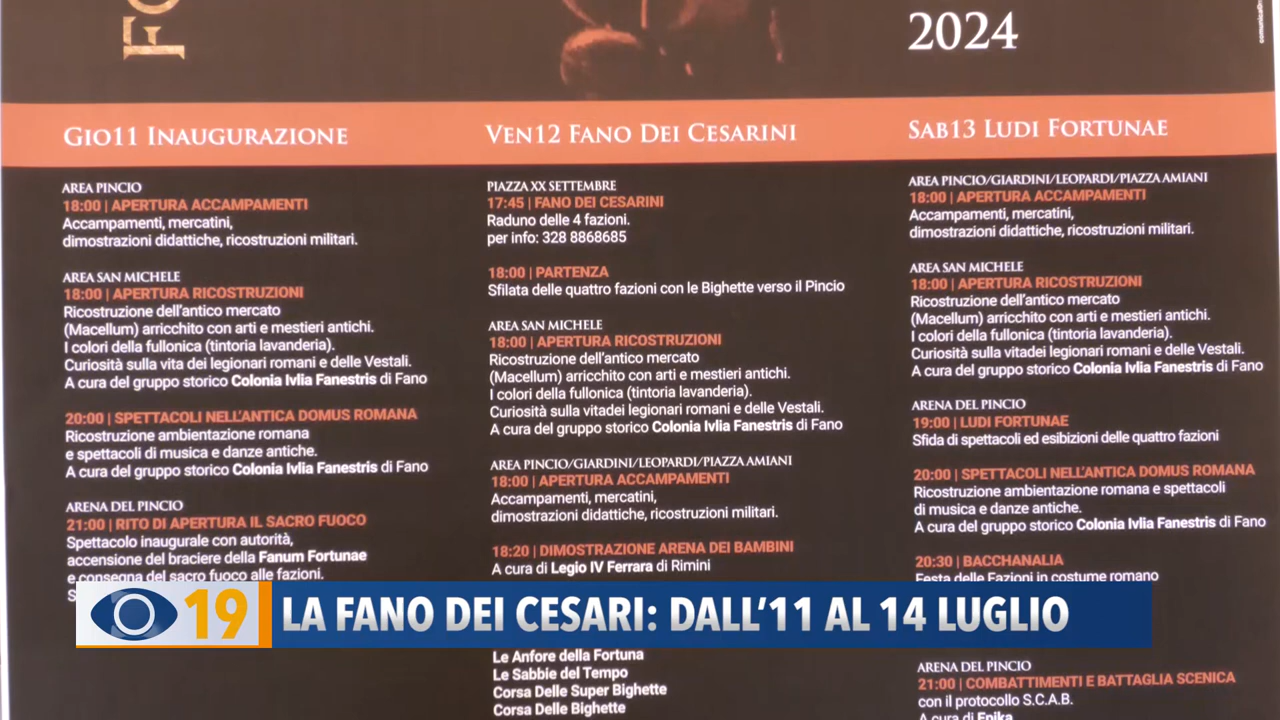 FO
2024
GIO11 INAUGURAZIONE
AREA PINCIO
18:00 | APERTURA ACCAMPAMENTI
Accampamenti, mercatini,
dimostrazioni didattiche, ricostruzioni militari.
AREA SAN MICHELE
18:00 | APERTURA RICOSTRUZIONI
Ricostruzione dell'antico mercato
(Macellum) arricchito con arti e mestieri antichi.
I colori della fullonica (tintoria lavanderia).
Curiosità sulla vita dei legionari romani e delle Vestali.
A cura del gruppo storico Colonia Ivlia Fanestris di Fano
20:00 | SPETTACOLI NELL'ANTICA DOMUS ROMANA
Ricostruzione ambientazione romana
e spettacoli di musica e danze antiche.
A cura del gruppo storico Colonia Ivlia Fanestris di Fano
ARENA DEL PINCIO
21:00 | RITO DI APERTURA IL SACRO FUOCO
Spettacolo inaugurale con autorità,
accensione del braciere della Fanum Fortunae
e consegna del sacro fuoco alle fazioni.
VEN12 FANO DEI CESARINI
PIAZZA XX SETTEMBRE
17:45 | FANO DEI CESARINI
Raduno delle 4 fazioni.
per info: 328 8868685
18:00 | PARTENZA
Sfilata delle quattro fazioni con le Bighette verso il Pincio
AREA SAN MICHELE
18:00 | APERTURA RICOSTRUZIONI
Ricostruzione dell'antico mercato
(Macellum) arricchito con arti e mestieri antichi.
I colori della fullonica (tintoria lavanderia).
Curiosità sulla vitadei legionari romani e delle Vestali.
A cura del gruppo storico Colonia Ivlia Fanestris di Fano
AREA PINCIO/GIARDINI/LEOPARDI/PIAZZA AMIANI
18:00 | APERTURA ACCAMPAMENTI
Accampamenti, mercatini,
dimostrazioni didattiche, ricostruzioni militari.
18:20 | DIMOSTRAZIONE ARENA DEI BAMBINI
A cura di Legio IV Ferrara di Rimini
Le Anfore della Fortuna
Le Sabbie del Tempo
Corsa Delle Super Bighette
Corsa Delle Bighette
SAB13 LUDI FORTUNAE
AREA PINCIO/GIARDINI/LEOPARDI/PIAZZA AMIANI
18:00 | APERTURA ACCAMPAMENTI
Accampamenti, mercatini,
dimostrazioni didattiche, ricostruzioni militari.
AREA SAN MICHELE
18:00 | APERTURA RICOSTRUZIONI
Ricostruzione dell'antico mercato
(Macellum) arricchito con arti e mestieri antichi.
I colori della fullonica (tintoria lavanderia).
Curiosità sulla vitadei legionari romani e delle Vestali.
A cura del gruppo storico Colonia Ivlia Fanestris di Fano
ARENA DEL PINCIO
19:00 | LUDI FORTUNAE
Sfida di spettacoli ed esibizioni delle quattro fazioni
20:00 | SPETTACOLI NELL'ANTICA DOMUS ROMANA
Ricostruzione ambientazione romana e spettacoli
di musica e danze antiche.
A cura del gruppo storico Colonia Ivlia Fanestris di Fano
20:30 | BACCHANALIA
Festa delle Fazioni in costume romano
ARENA DEL PINCIO
21:00 | COMBATTIMENTI E BATTAGLIA SCENICA
con il protocollo S.C.A.B.
A cura di Epika
19
LA FANO DEI CESARI: DALL'11 AL 14 LUGLIO